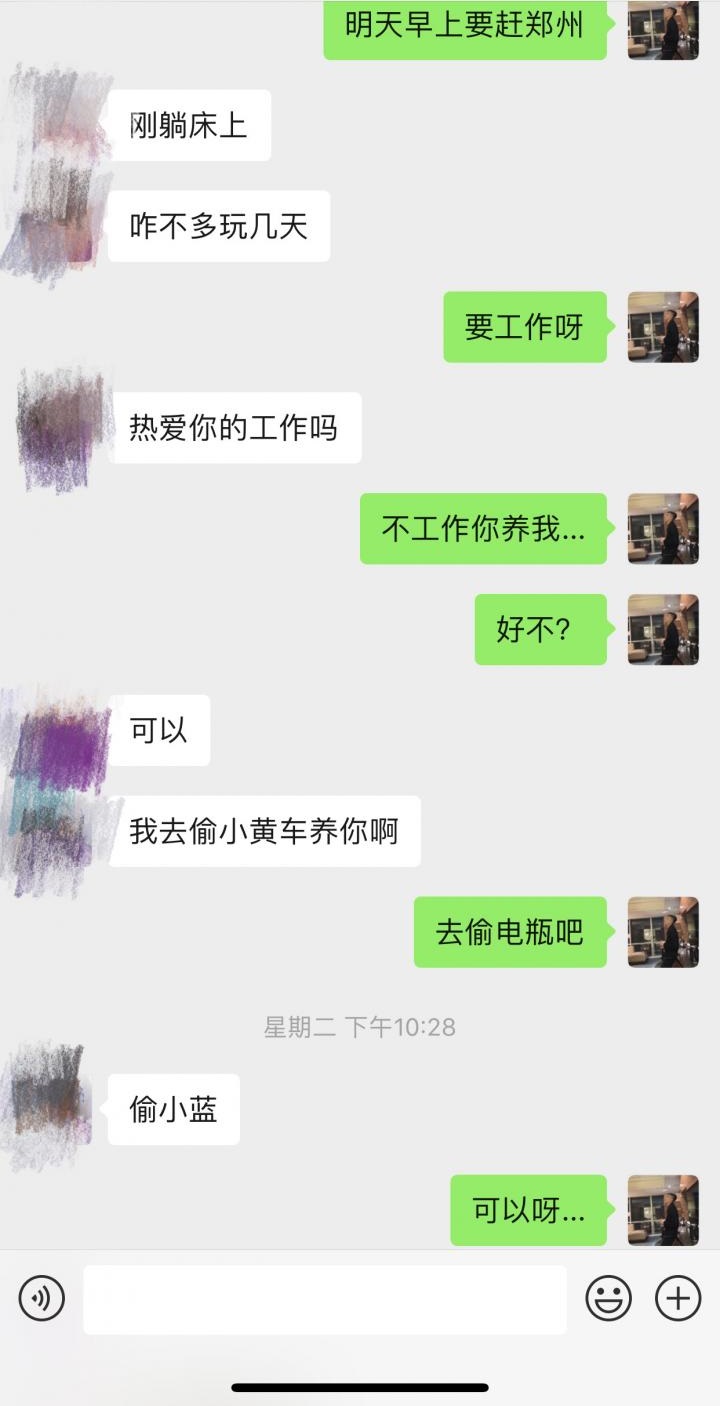 明天早上要赶郑州
刚躺床上
咋不多玩几天
要工作呀
热爱你的工作吗
不工作你养我...
好不?
可以
我去偷小黄车养你啊
去偷电瓶吧
星期二 下午10:28
偷小蓝
可以呀...